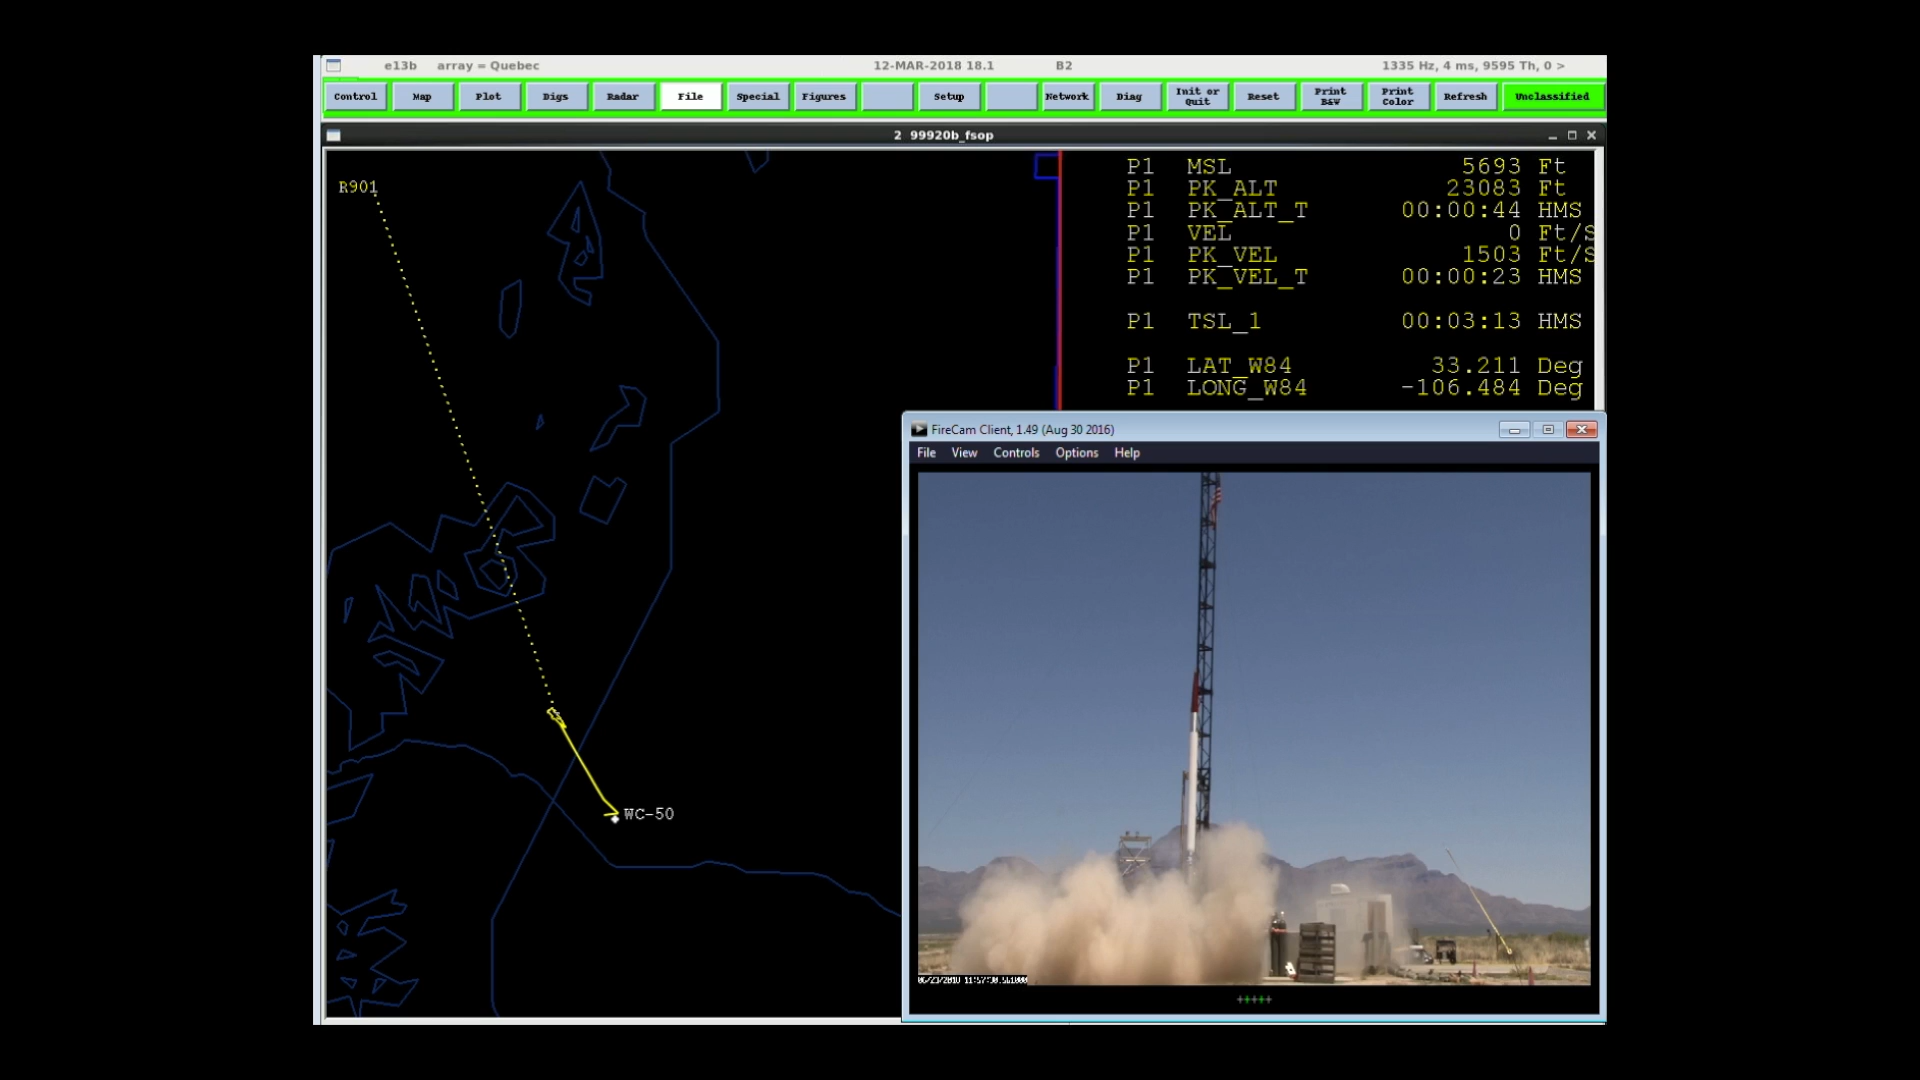 e13b array = Quebec 12-MAR-2018 18.1 B2 1335 Hz, 4 ms, 9595 Th, 0 >
Control Map Plot Digs Radar File Special Figures Setup Network Diag Init or Quit Reset Print B&W Print Color Refresh Unclassified
2 99920b_fsop
R901
P1 MSL 5693 Ft
P1 PK_ALT 23083 Ft
P1 PK_ALT_T 00:00:44 HMS
P1 VEL 0 Ft/S
P1 PK_VEL 1503 Ft/S
P1 PK_VEL_T 00:00:23 HMS
P1 TSL_1 00:03:13 HMS
P1 LAT_W84 33.211 Deg
P1 LONG_W84 -106.484 Deg
FireCam Client, 1.49 (Aug 30 2016)
File View Controls Options Help
WC-50
+++++